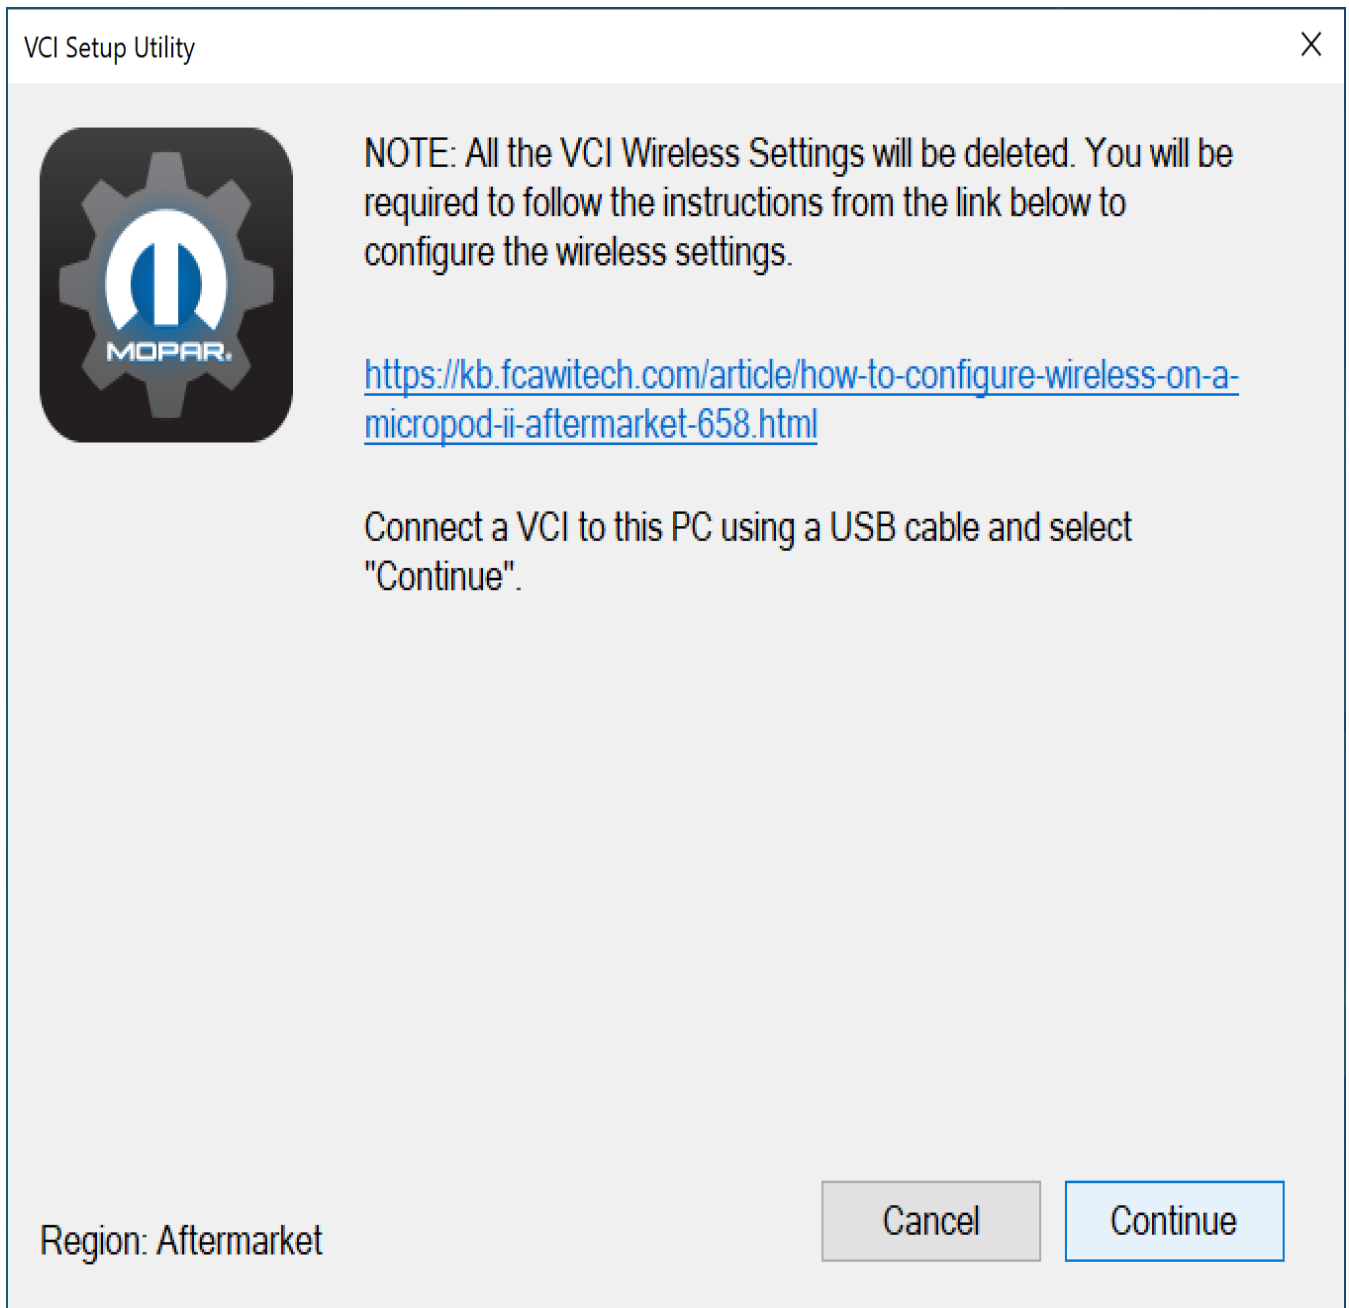 VCI Setup Utility
NOTE: All the VCI Wireless Settings will be deleted. You will be
required to follow the instructions from the link below to
configure the wireless settings.
MOPAR.
https://kb.fcawitech.com/article/how-to-configure-wireless-on-a-
micropod-ii-aftermarket-658.html
Connect a VCI to this PC using a USB cable and select
"Continue".
Region: Aftermarket
Cancel
Continue